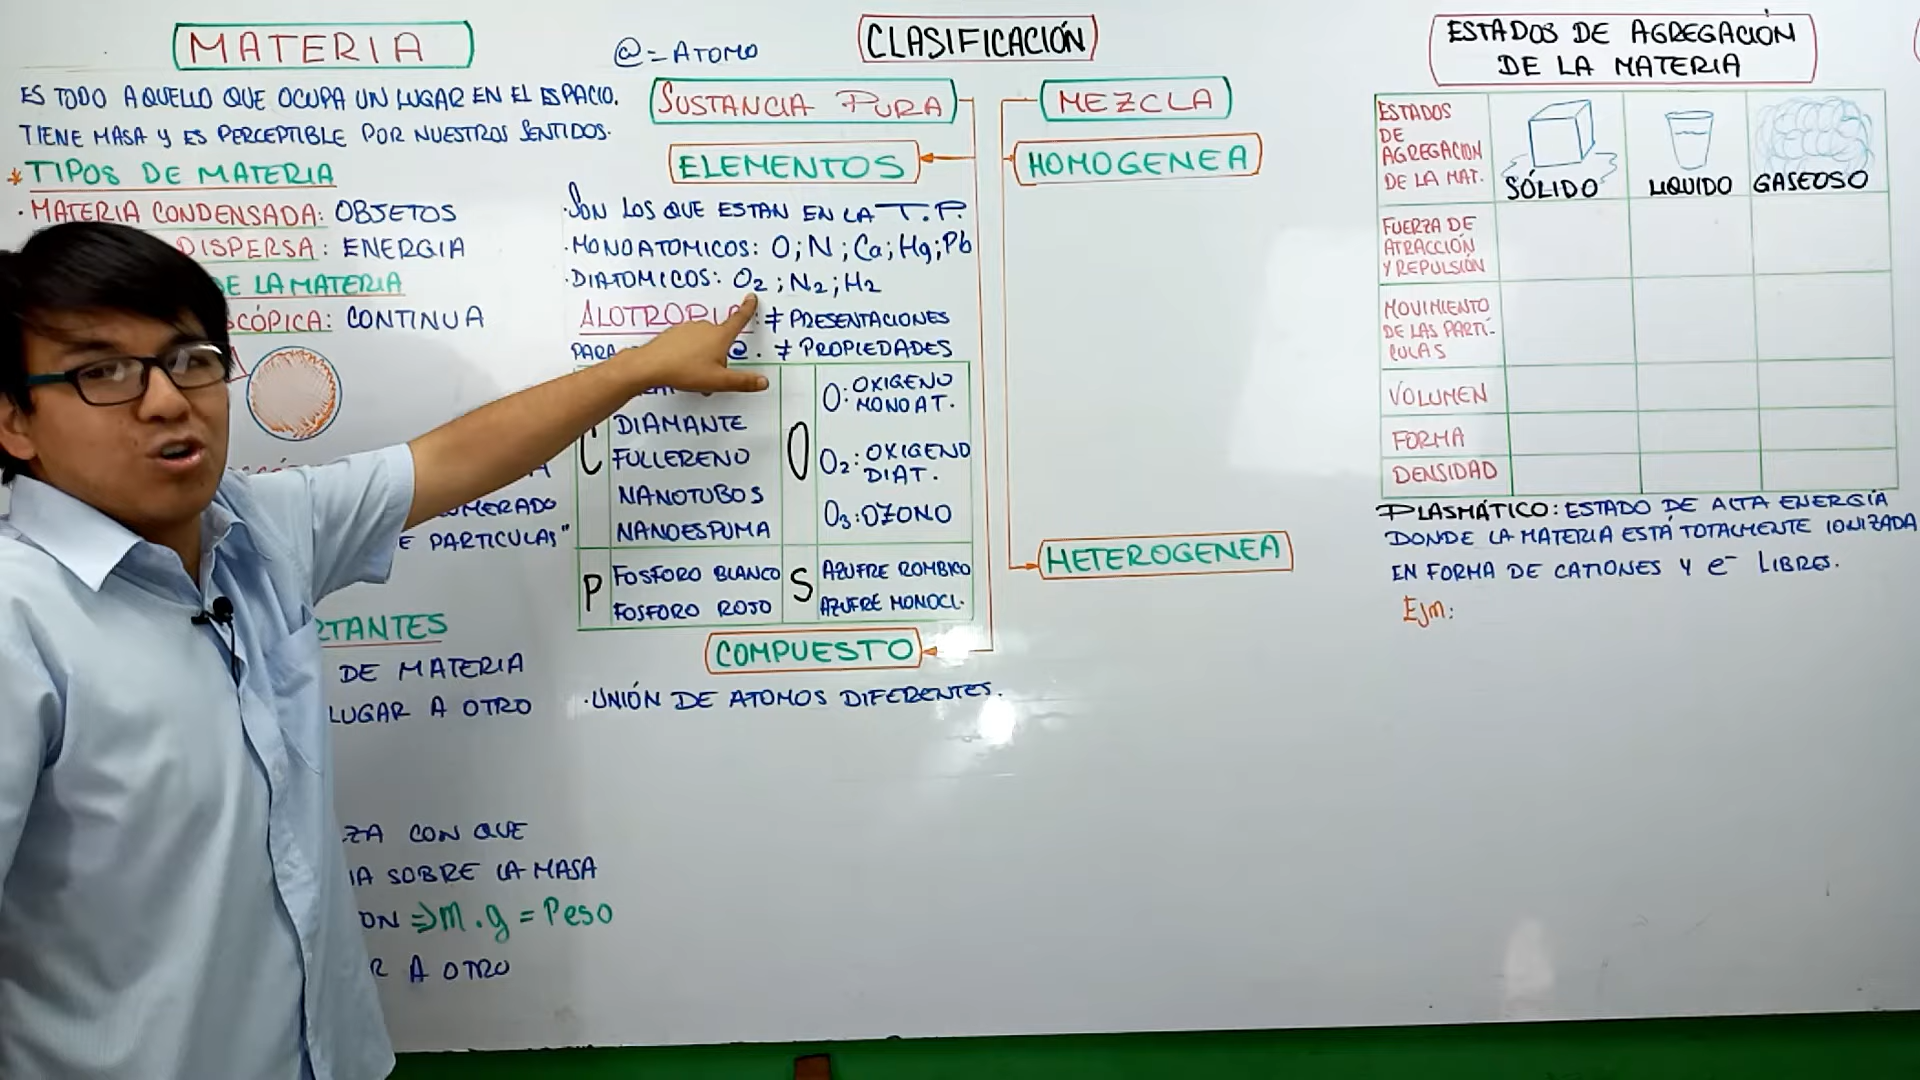 MATERIA
ES TODO AQUELLO QUE OCUPA UN LUGAR EN EL ESPACIO.
TIENE MASA Y ES PERCEPTIBLE POR NUESTROS SENTIDOS.
* TIPOS DE MATERIA
· MATERIA CONDENSADA: OBJETOS
DISPERSA: ENERGIA
DE LA MATERIA
SCÓPICA: CONTINUA
E PARTICULAS"
RTANTES
DE MATERIA
LUGAR A OTRO
ZA CON QUE
IA SOBRE LA MASA
ON ⇒ m.g = Peso
R A OTRO
@ = ATOMO
CLASIFICACIÓN
SUSTANCIA PURA
ELEMENTOS
· SON LOS QUE ESTAN EN LA T.P.
· MONOATOMICOS: O; N; Ca; Hg; Pb
· DIATOMICOS: O2; N2; H2
ALOTROPIA: ≠ PRESENTACIONES
PARA @. ≠ PROPIEDADES
C
DIAMANTE
FULLERENO
NANOTUBOS
NANOESPUMA
O
O: OXIGENO
MONOAT.
O2: OXIGENO
DIAT.
O3: OZONO
P
FOSFORO BLANCO
FOSFORO ROJO
S
AZUFRE ROMBICO
AZUFRE MONOCL.
COMPUESTO
· UNIÓN DE ATOMOS DIFERENTES.
MEZCLA
HOMOGENEA
HETEROGENEA
ESTADOS DE AGREGACIÓN
DE LA MATERIA
ESTADOS
DE
AGREGACION
DE LA MAT.
SÓLIDO
LIQUIDO
GASEOSO
FUERZA DE
ATRACCIÓN
Y REPULSIÓN
MOVIMIENTO
DE LAS PARTÍ-
CULAS
VOLUMEN
FORMA
DENSIDAD
PLASMÁTICO: ESTADO DE ALTA ENERGÍA
DONDE LA MATERIA ESTÁ TOTALMENTE IONIZADA
EN FORMA DE CATIONES Y e- LIBRES.
Ejm: